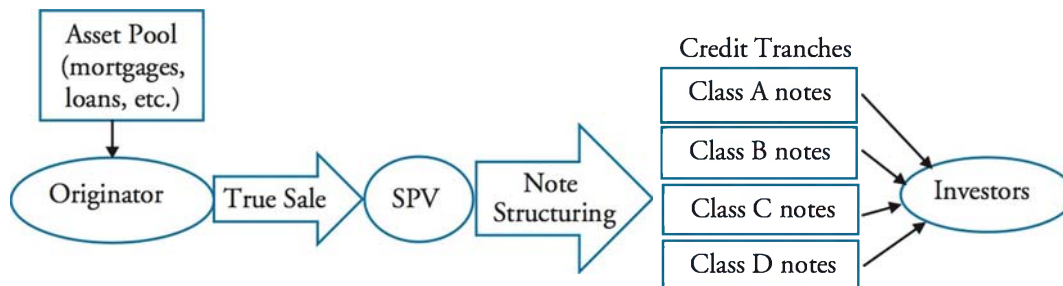 Asset Pool
(mortgages,
loans, etc.)
Originator
True Sale
SPV
Note
Structuring
Credit Tranches
Class A notes
Class B notes
Class C notes
Class D notes
Investors